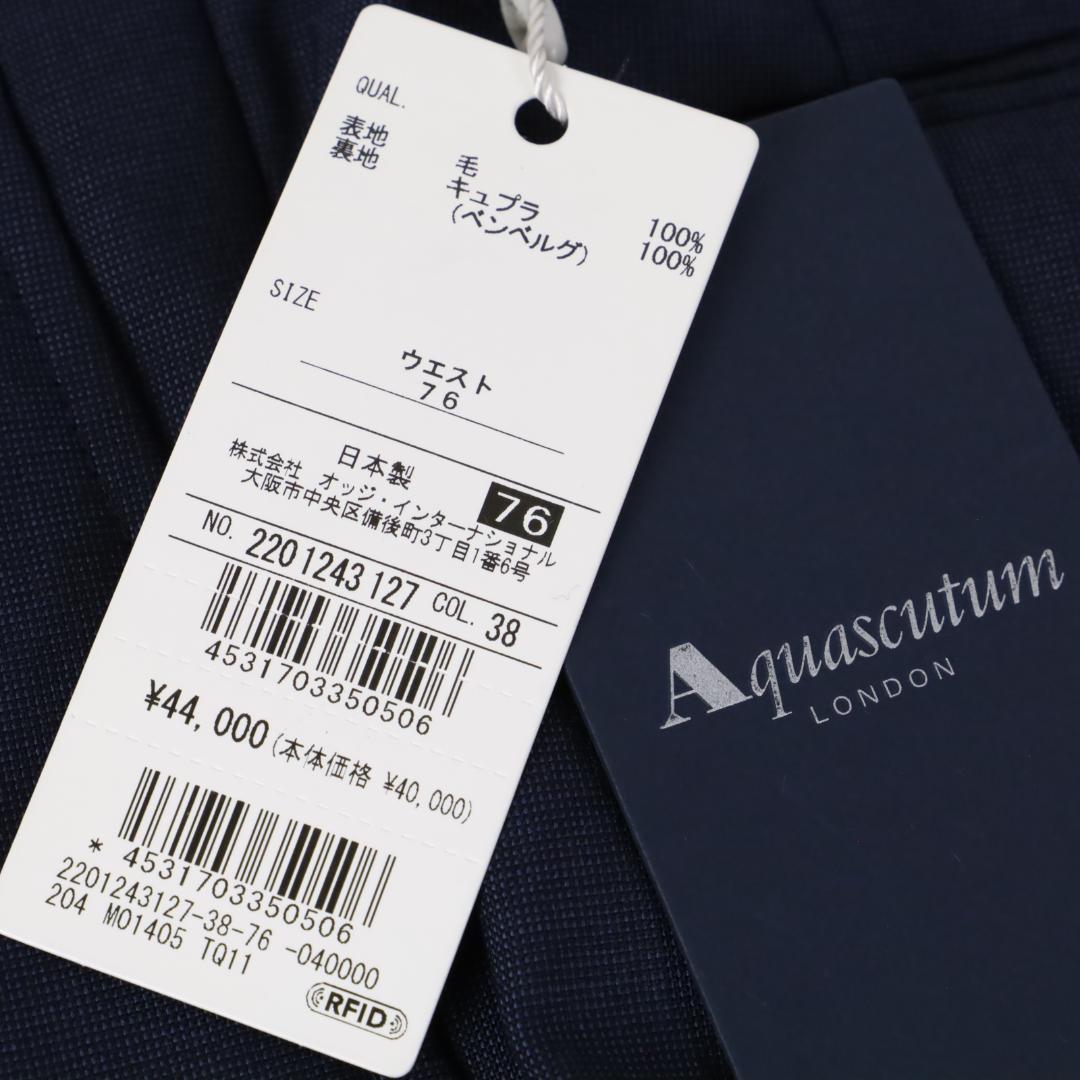 QUAL.
表地 毛 100%
裏地 キュプラ 100%
(ベンベルグ)
SIZE
ウエスト
76
日本製
76
株式会社 オッジ・インターナショナル
大阪市中央区備後町3丁目1番6号
NO. 2201243127 COL. 38
4531703350506
¥44,000(本体価格 ¥40,000)
* 4531703350506
2201243127-38-76 -040000
204 M01405 TQ11
RFID
Aquascutum
LONDON